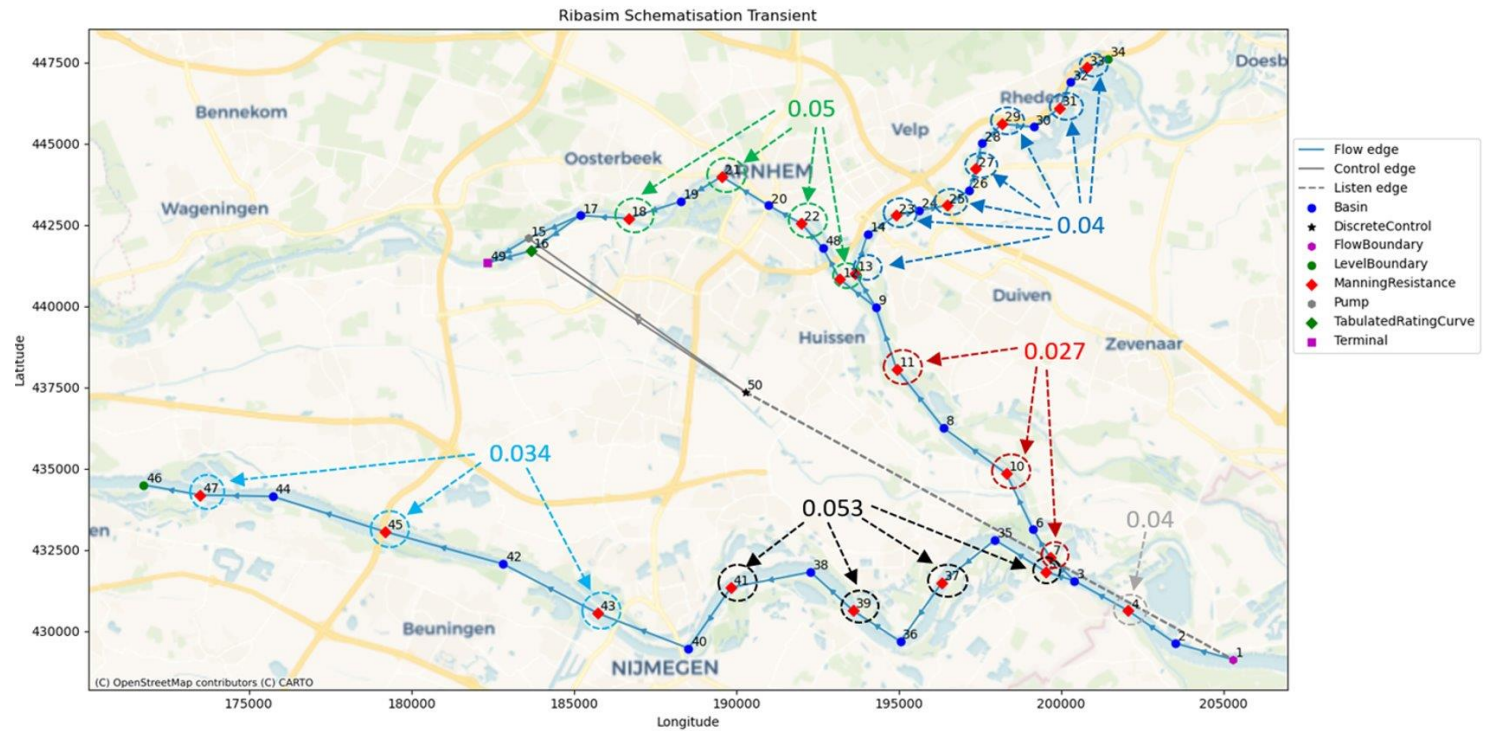 Ribasim Schematisation Transient
447500
445000
442500
440000
437500
435000
432500
430000
Latitude
175000
180000
185000
190000
195000
200000
205000
Longitude
34
33
Doesb
32
Bennekom
0.05
Rheden
31
29
30
Velp
28
Oosterbeek
21
ARNHEM
27
26
Wageningen
19
20
25
17
18
23
24
22
0.04
14
15
48
16
49
13
9
Duiven
Huissen
0.027
Zevenaar
11
50
8
0.034
46
10
47
44
0.053
0.04
en
45
6
35
7
42
38
5
3
41
37
43
39
4
Beuningen
36
2
40
1
NIJMEGEN
(C) OpenStreetMap contributors (C) CARTO
Flow edge
Control edge
Listen edge
Basin
DiscreteControl
FlowBoundary
LevelBoundary
ManningResistance
Pump
TabulatedRatingCurve
Terminal